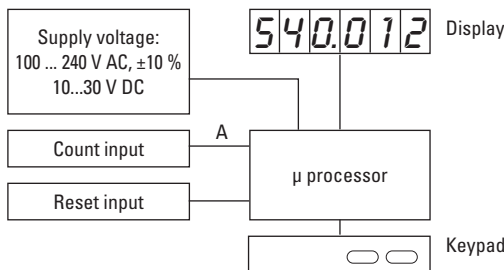 Supply voltage:
100 ... 240 V AC, ±10 %
10...30 V DC
540.012
Display
Count input
A
Reset input
µ processor
Keypad